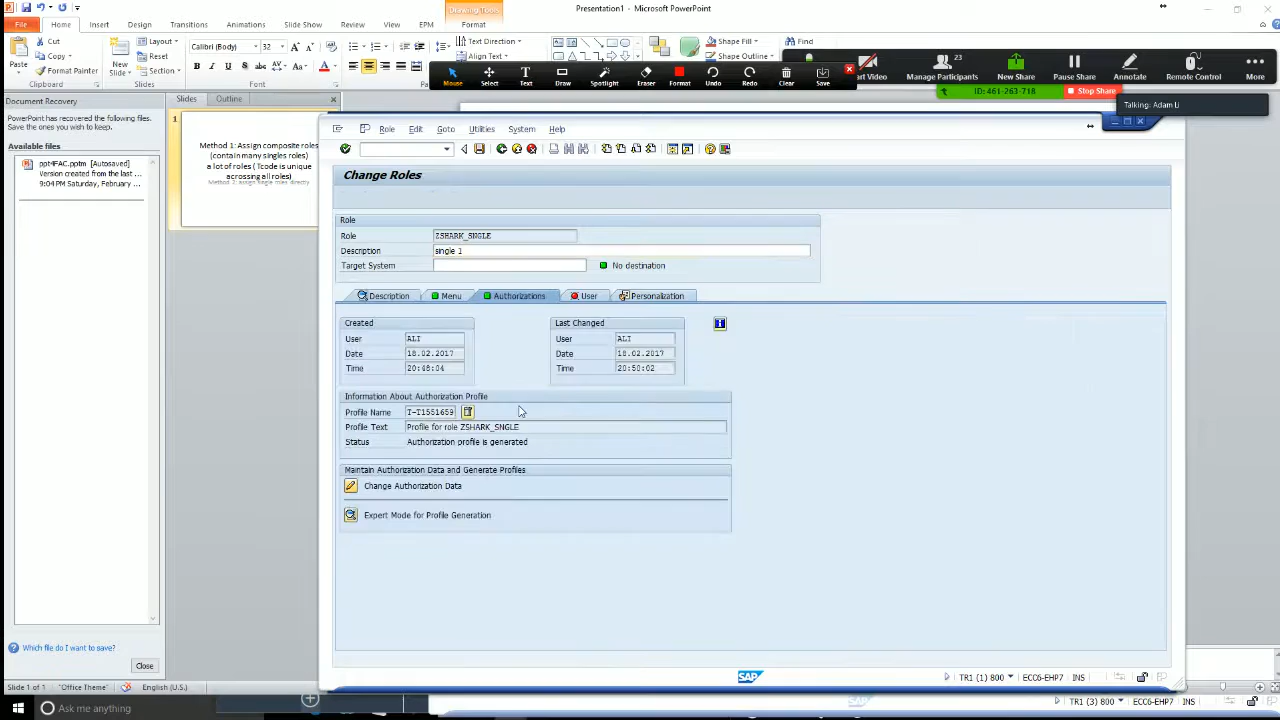 Presentation1 - Microsoft PowerPoint
Drawing Tools
File
Home
Insert
Design
Transitions
Animations
Slide Show
Review
View
EPM
Format
Cut
Copy
Format Painter
Paste
New
Slide
Layout
Reset
Section
Calibri (Body)
32
Text Direction
Align Text
Shape Fill
Shape Outline
Find
Clipboard
Mouse
Select
Text
Draw
Spotlight
Eraser
Format
Undo
Redo
Clear
Save
rt Video
23
Manage Participants
New Share
Pause Share
Annotate
Remote Control
More
ID: 461-263-718
Stop Share
Talking: Adam Li
Document Recovery
PowerPoint has recovered the following files.
Save the ones you wish to keep.
Available files
ppt4FAC.pptm [Autosaved]
Version created from the last ...
9:04 PM Saturday, February ...
Which file do I want to save?
Close
Slides
Outline
1
Method 1: Assign composite roles
(contain many singles roles)
a lot of roles ( Tcode is unique
acrossing all roles)
Method 2: assign single roles directly
Role
Edit
Goto
Utilities
System
Help
Change Roles
Role
Role
ZSHARK_SNGLE
Description
single 1
Target System
No destination
Description
Menu
Authorizations
User
Personalization
Created
User
ALI
Date
18.02.2017
Time
20:48:04
Last Changed
User
ALI
Date
18.02.2017
Time
20:50:02
Information About Authorization Profile
Profile Name
T-T1551659
Profile Text
Profile for role ZSHARK_SNGLE
Status
Authorization profile is generated
Maintain Authorization Data and Generate Profiles
Change Authorization Data
Expert Mode for Profile Generation
SAP
TR1 (1) 800
ECC6-EHP7
INS
Slide 1 of 1
"Office Theme"
English (U.S.)
Ask me anything
TR1 (3) 800
ECC6-EHP7
INS